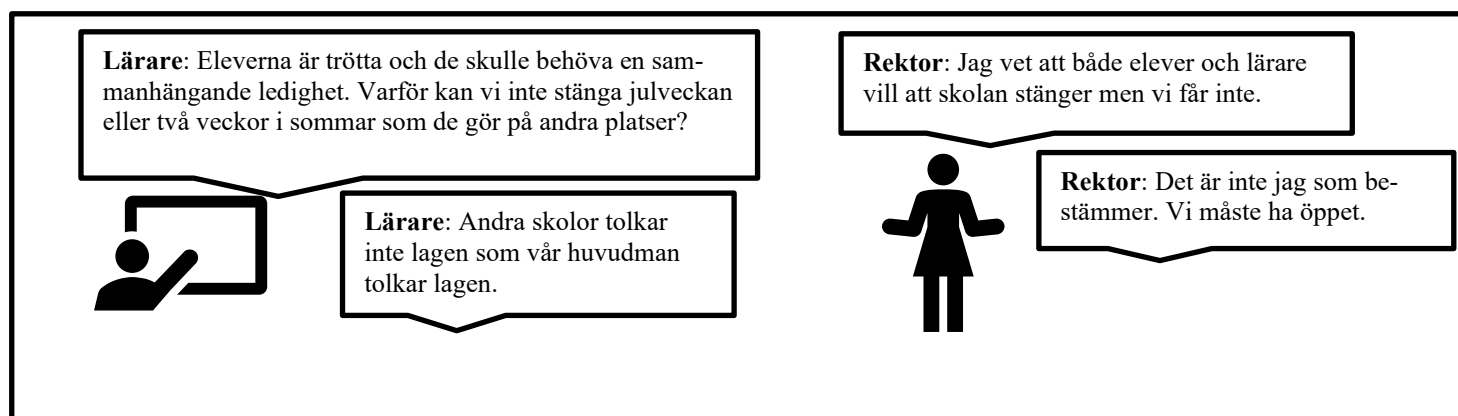 Lärare: Eleverna är trötta och de skulle behöva en sam-
manhängande ledighet. Varför kan vi inte stänga julveckan
eller två veckor i sommar som de gör på andra platser?
Lärare: Andra skolor tolkar
inte lagen som vår huvudman
tolkar lagen.
Rektor: Jag vet att både elever och lärare
vill att skolan stänger men vi får inte.
Rektor: Det är inte jag som be-
stämmer. Vi måste ha öppet.